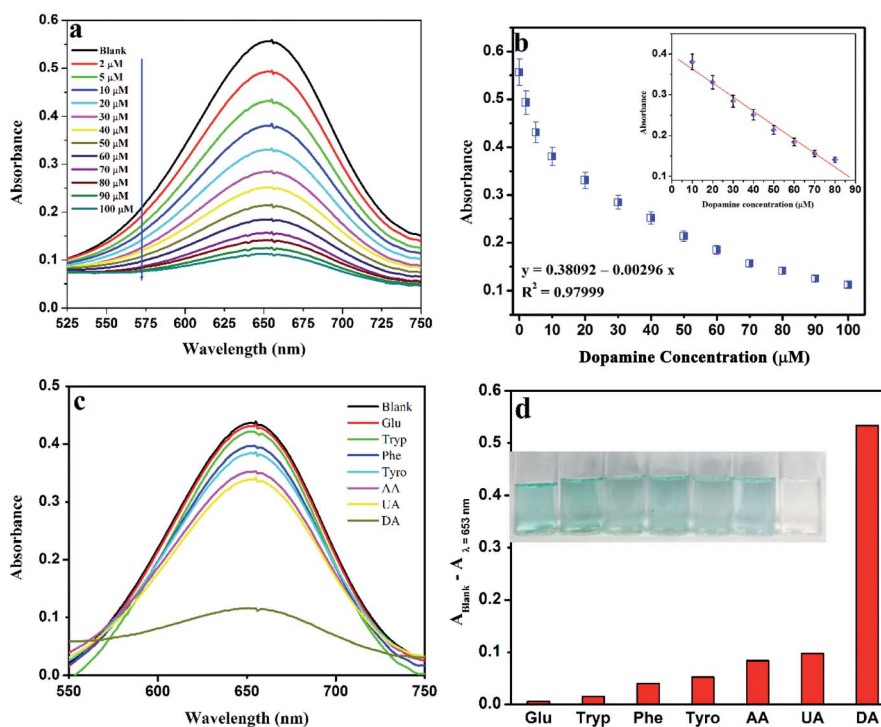 a
Blank
2 μM
5 μM
10 μM
20 μM
30 μM
40 μM
50 μM
60 μM
70 μM
80 μM
90 μM
100 μM
0.6
0.5
0.4
0.3
0.2
0.1
0.0
525 550 575 600 625 650 675 700 725 750
Absorbance
Wavelength (nm)
b
0.6
0.5
0.4
0.3
0.2
0.1
0 10 20 30 40 50 60 70 80 90 100
Absorbance
Dopamine Concentration (μM)
y = 0.38092 – 0.00296 x
R² = 0.97999
0.4
0.3
0.2
0.1
0 10 20 30 40 50 60 70 80 90
Absorbance
Dopamine concentration (μM)
c
Blank
Glu
Tryp
Phe
Tyro
AA
UA
DA
0.5
0.4
0.3
0.2
0.1
0.0
550 600 650 700 750
Absorbance
Wavelength (nm)
d
0.6
0.5
0.4
0.3
0.2
0.1
0.0
A Blank - A λ = 653 nm
Glu Tryp Phe Tyro AA UA DA